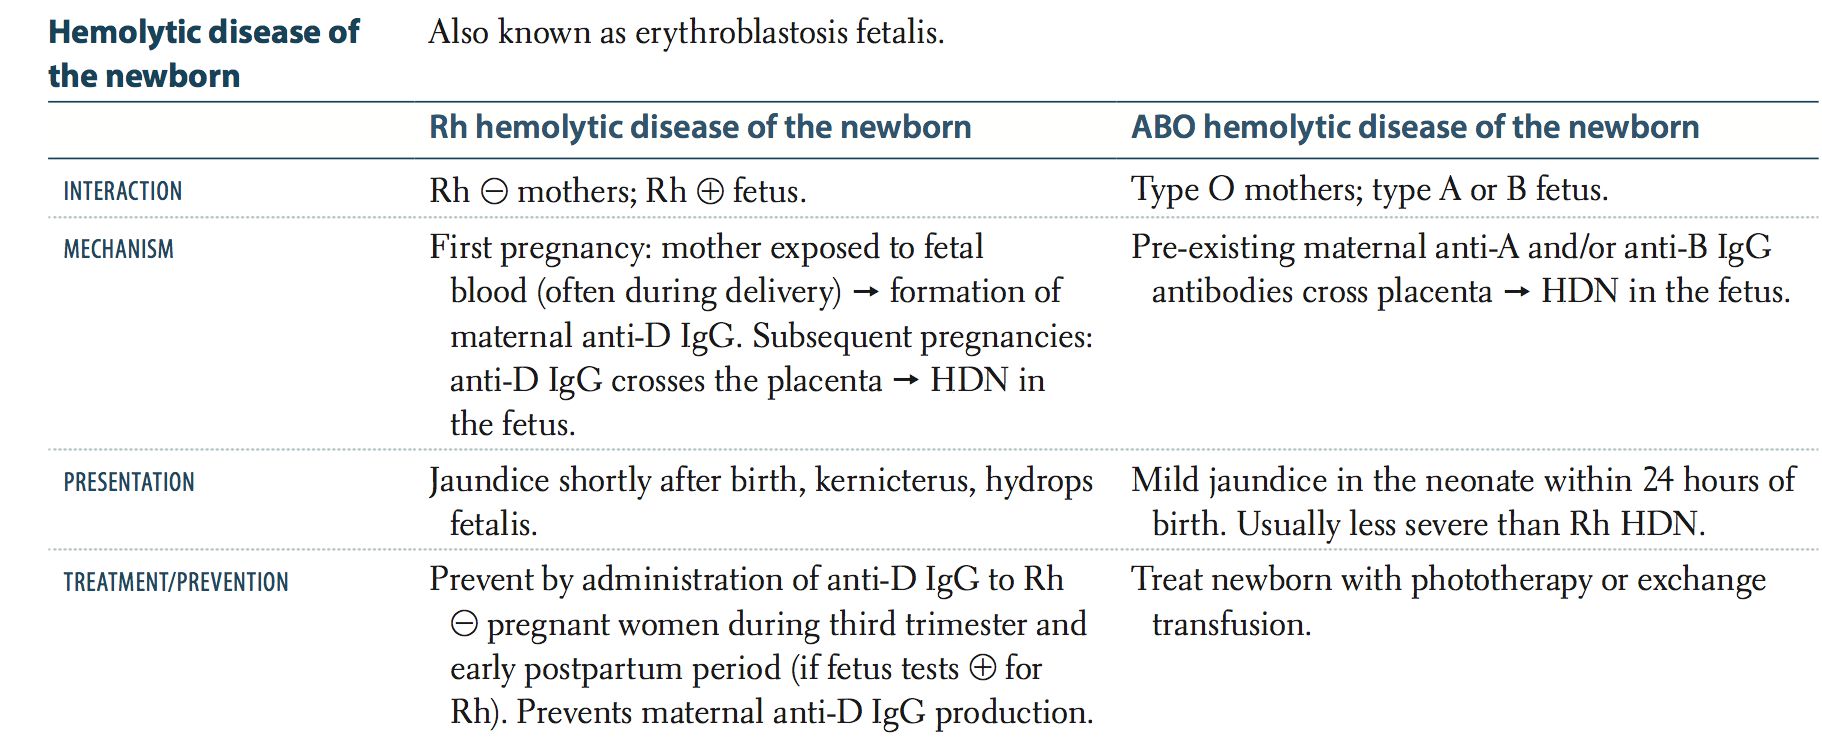 Hemolytic disease of
the newborn
Also known as erythroblastosis fetalis.
Rh hemolytic disease of the newborn
ABO hemolytic disease of the newborn
INTERACTION
Rh ⊖ mothers; Rh ⊕ fetus.
Type O mothers; type A or B fetus.
MECHANISM
First pregnancy: mother exposed to fetal
blood (often during delivery) → formation of
maternal anti-D IgG. Subsequent pregnancies:
anti-D IgG crosses the placenta → HDN in
the fetus.
Pre-existing maternal anti-A and/or anti-B IgG
antibodies cross placenta → HDN in the fetus.
PRESENTATION
Jaundice shortly after birth, kernicterus, hydrops
fetalis.
Mild jaundice in the neonate within 24 hours of
birth. Usually less severe than Rh HDN.
TREATMENT/PREVENTION
Prevent by administration of anti-D IgG to Rh
⊖ pregnant women during third trimester and
early postpartum period (if fetus tests ⊕ for
Rh). Prevents maternal anti-D IgG production.
Treat newborn with phototherapy or exchange
transfusion.